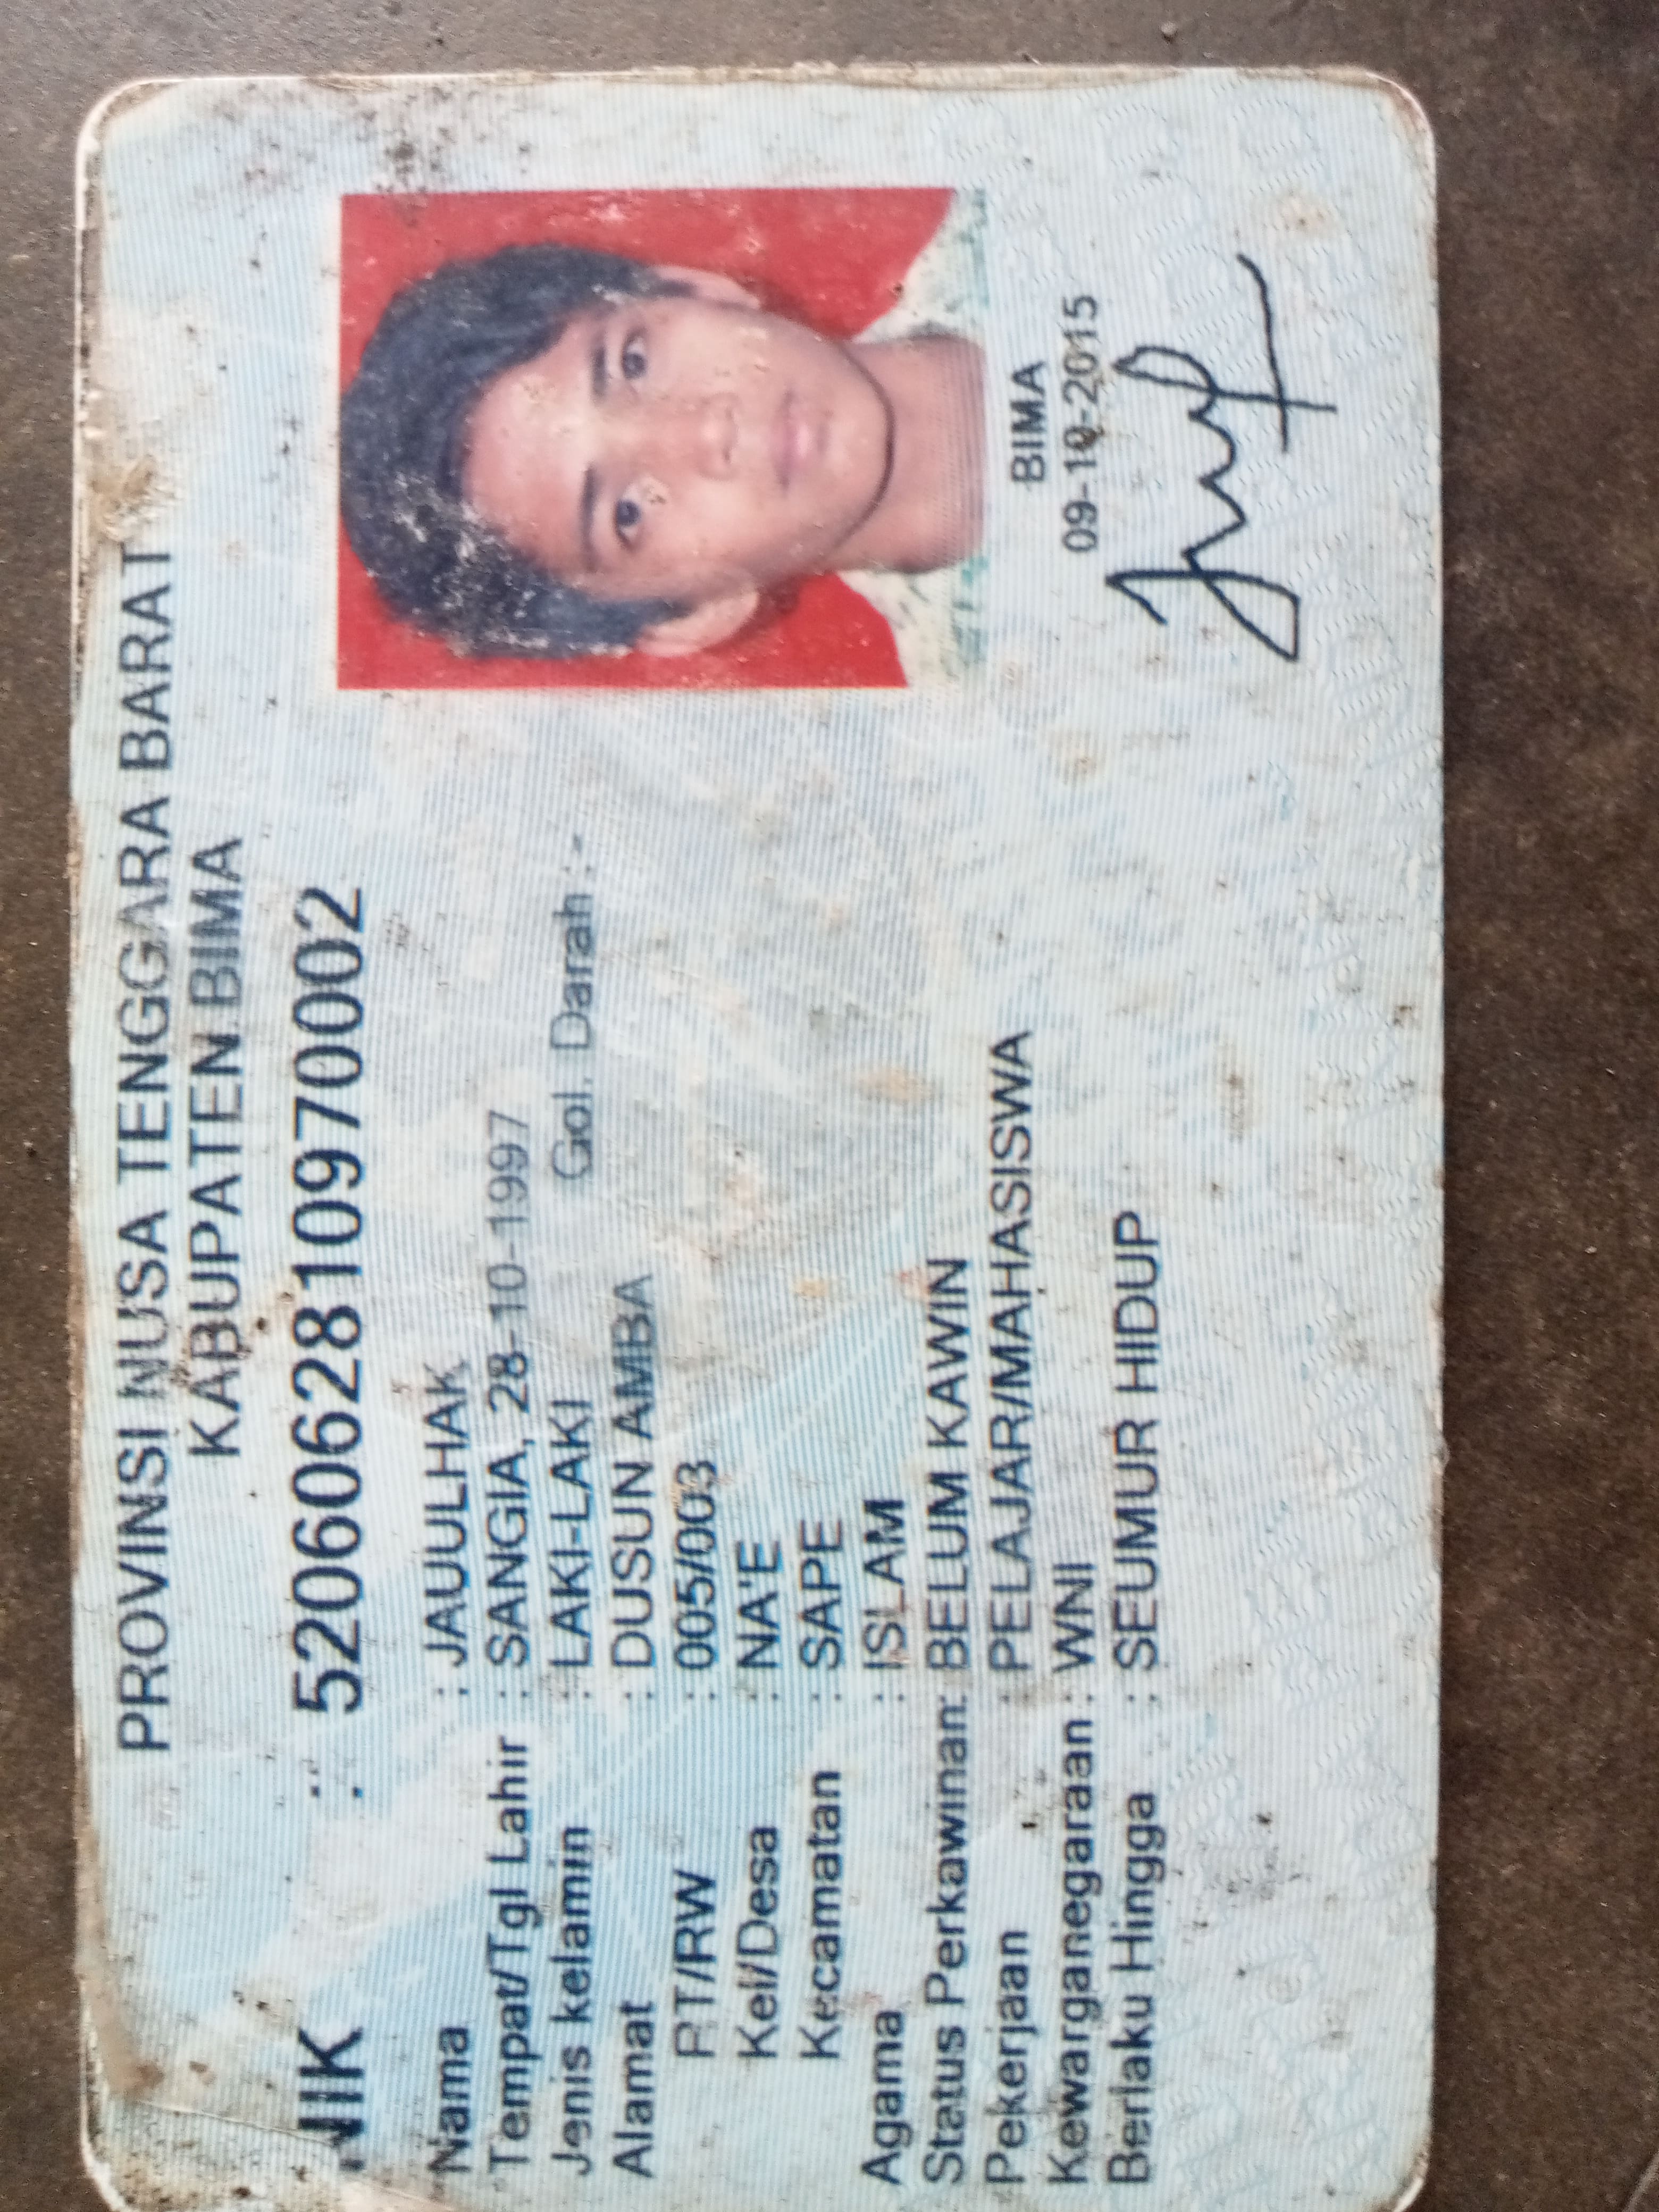 PROVINSI NUSA TENGGARA BARAT
KABUPATEN BIMA
NIK : 5206062810970002
Nama : JAUULHAK
Tempat/Tgl Lahir : SANGIA, 28-10-1997
Jenis kelamin : LAKI-LAKI Gol. Darah : -
Alamat : DUSUN AMBA
RT/RW : 005/003
Kel/Desa : NA'E
Kecamatan : SAPE
Agama : ISLAM
Status Perkawinan: BELUM KAWIN
Pekerjaan : PELAJAR/MAHASISWA
Kewarganegaraan : WNI
Berlaku Hingga : SEUMUR HIDUP
BIMA
09-10-2015